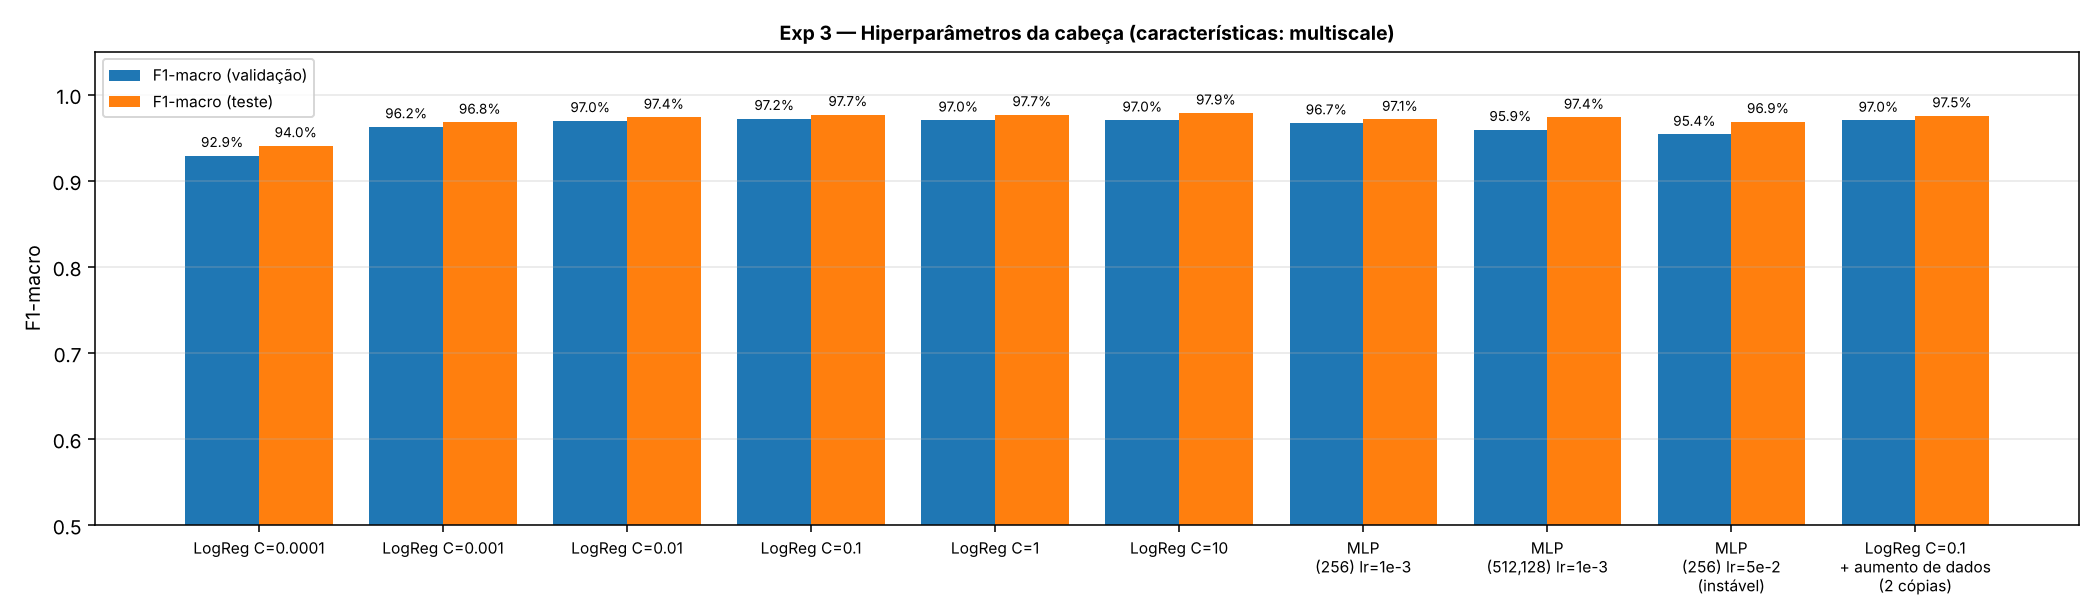 Exp 3 — Hiperparâmetros da cabeça (características: multiscale)
F1-macro (validação)
F1-macro (teste)
F1-macro
1.0
0.9
0.8
0.7
0.6
0.5
92.9%
94.0%
96.2%
96.8%
97.0%
97.4%
97.2%
97.7%
97.0%
97.7%
97.0%
97.9%
96.7%
97.1%
95.9%
97.4%
95.4%
96.9%
97.0%
97.5%
LogReg C=0.0001
LogReg C=0.001
LogReg C=0.01
LogReg C=0.1
LogReg C=1
LogReg C=10
MLP
(256) lr=1e-3
MLP
(512,128) lr=1e-3
MLP
(256) lr=5e-2
(instável)
LogReg C=0.1
+ aumento de dados
(2 cópias)